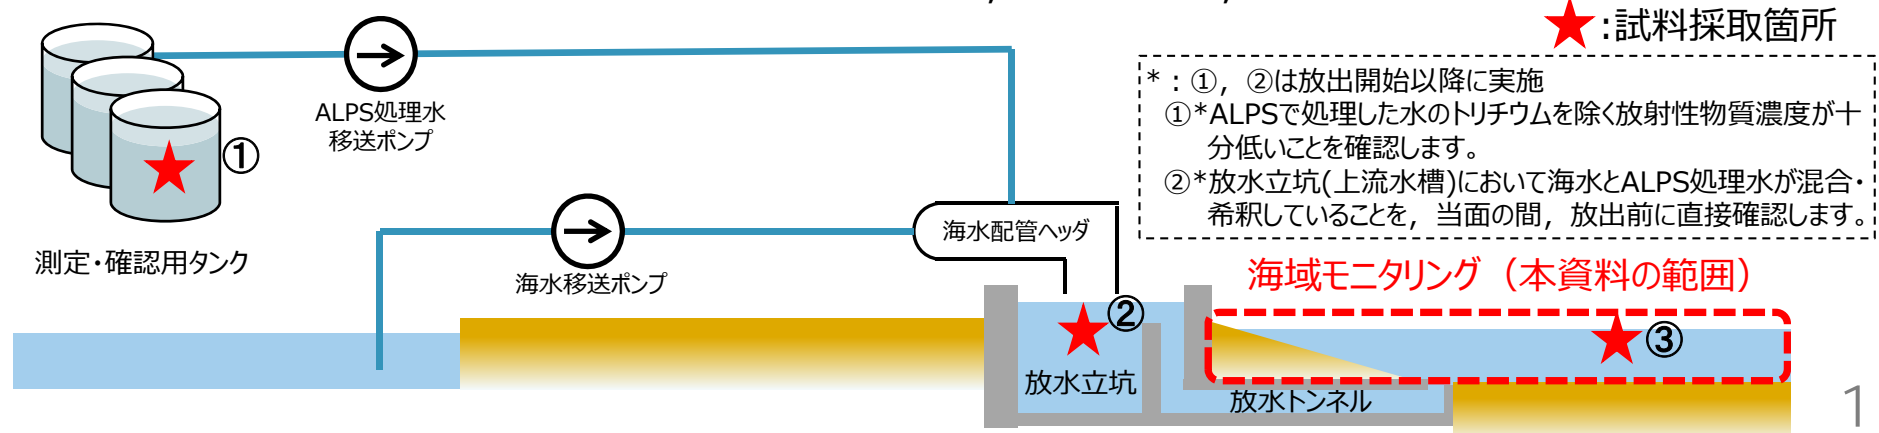 ★:試料採取箇所
*：①，②は放出開始以降に実施
①*ALPSで処理した水のトリチウムを除く放射性物質濃度が十
分低いことを確認します。
②*放水立坑(上流水槽)において海水とALPS処理水が混合・
希釈していることを，当面の間，放出前に直接確認します。
ALPS処理水
移送ポンプ
①
測定・確認用タンク
海水配管ヘッダ
海水移送ポンプ
海域モニタリング（本資料の範囲）
②
③
放水立坑
放水トンネル
1